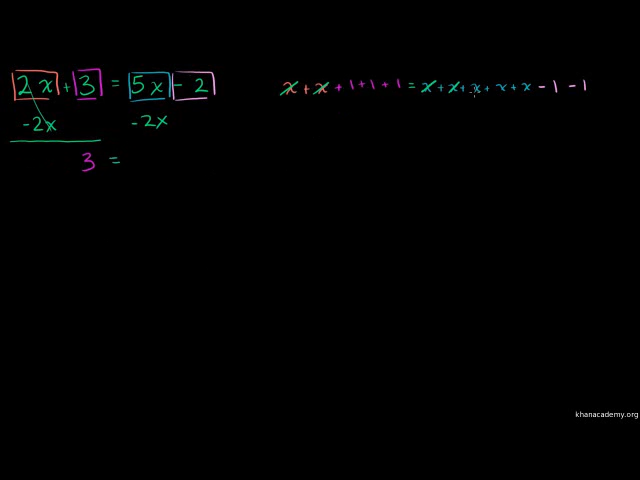 2x + 3 = 5x - 2
x + x + 1 + 1 + 1 = x + x + x + x + x - 1 - 1
-2x -2x
3 =
khanacademy.org